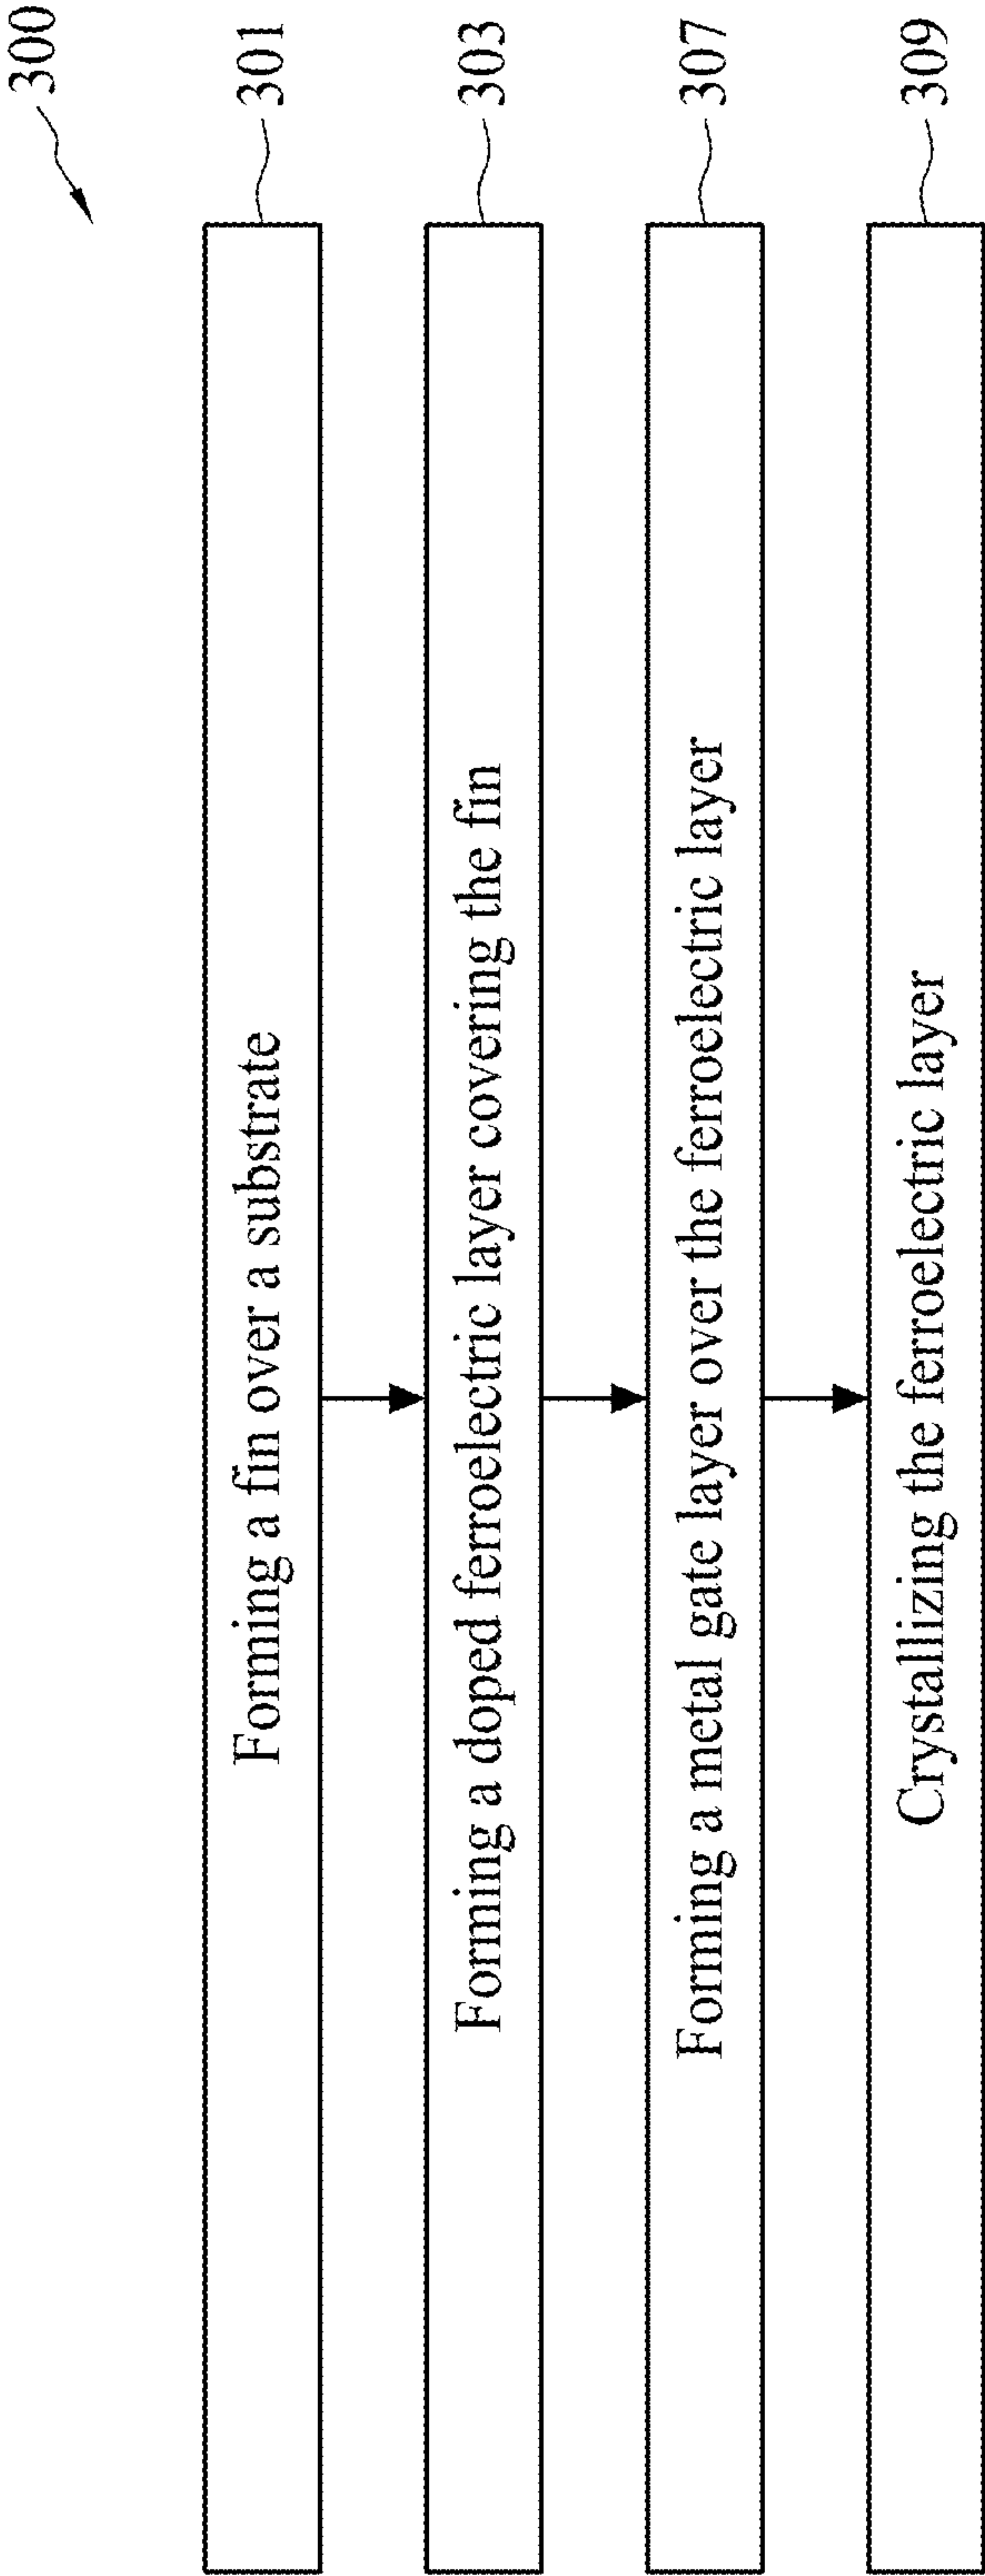 300
Forming a fin over a substrate
301
Forming a doped ferroelectric layer covering the fin
303
Forming a metal gate layer over the ferroelectric layer
307
Crystallizing the ferroelectric layer
309